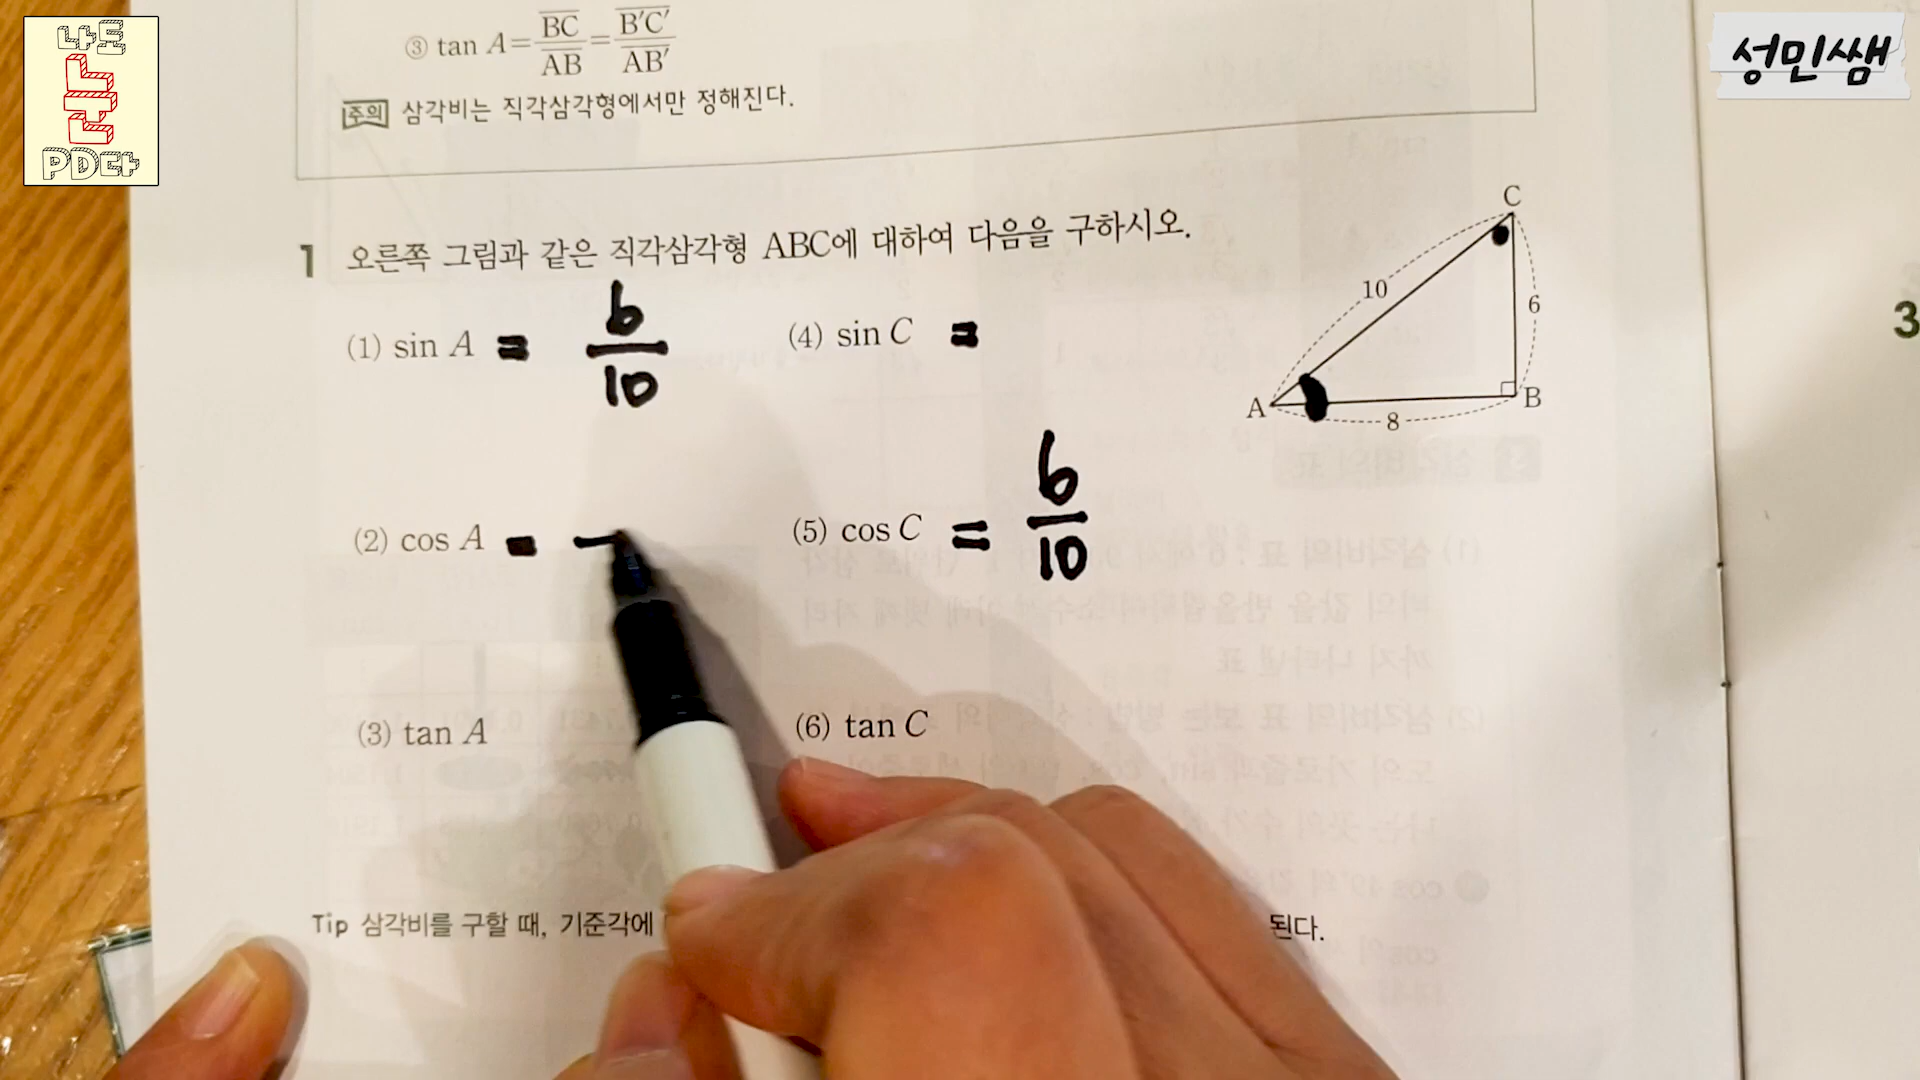 나도
눈
PD다
성민쌤
③ tan A = BC/AB = B′C′/AB′
주의 삼각비는 직각삼각형에서만 정해진다.
1 오른쪽 그림과 같은 직각삼각형 ABC에 대하여 다음을 구하시오.
(1) sin A = 6/10
(4) sin C =
C
10
6
A
B
8
(2) cos A =
(5) cos C = 6/10
(3) tan A
(6) tan C
Tip 삼각비를 구할 때, 기준각에
된다.
3